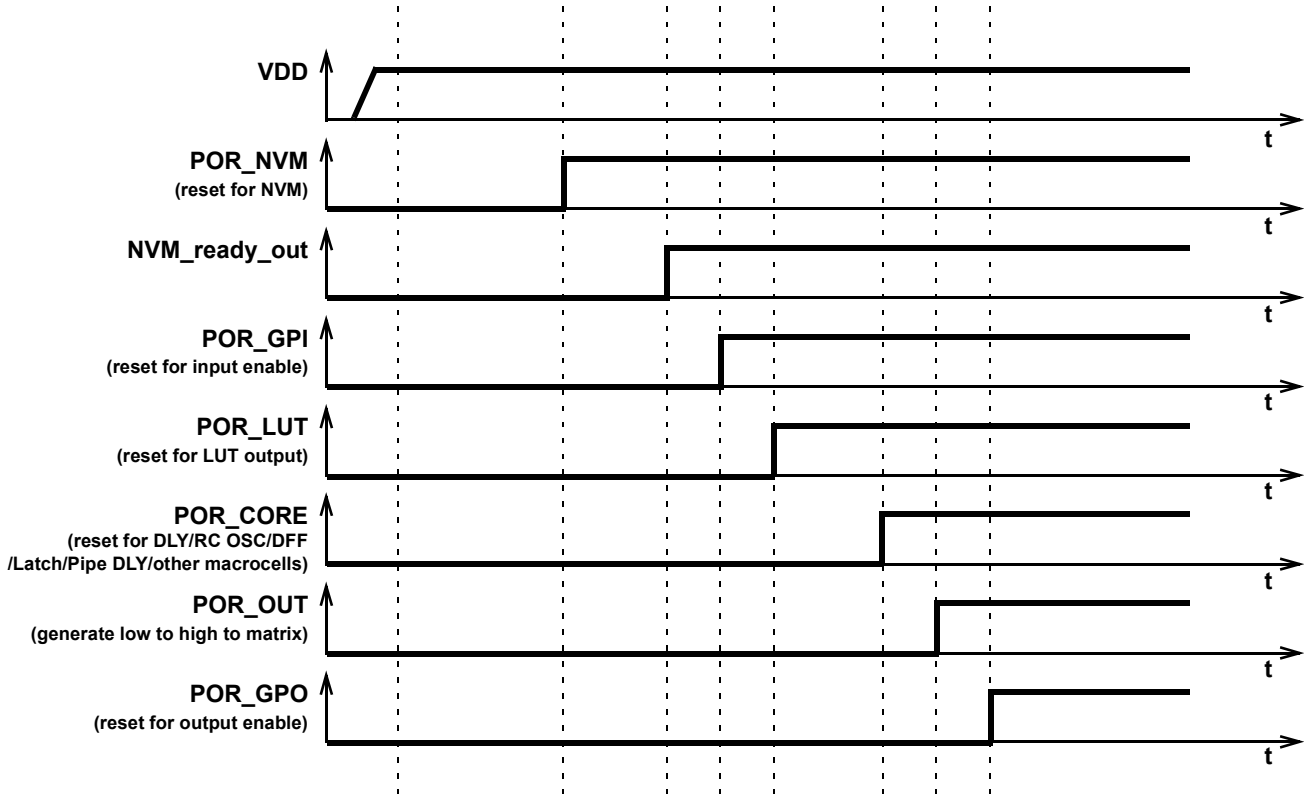 VDD
t
POR_NVM
(reset for NVM)
t
NVM_ready_out
t
POR_GPI
(reset for input enable)
t
POR_LUT
(reset for LUT output)
t
POR_CORE
(reset for DLY/RC OSC/DFF
/Latch/Pipe DLY/other macrocells)
t
POR_OUT
(generate low to high to matrix)
t
POR_GPO
(reset for output enable)
t